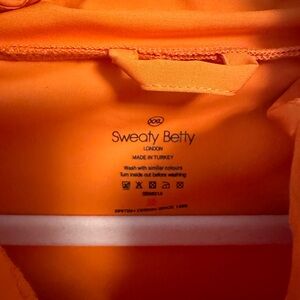 XXL
Sweaty Betty
LONDON
MADE IN TURKEY
Wash with similar colours
Turn inside out before washing